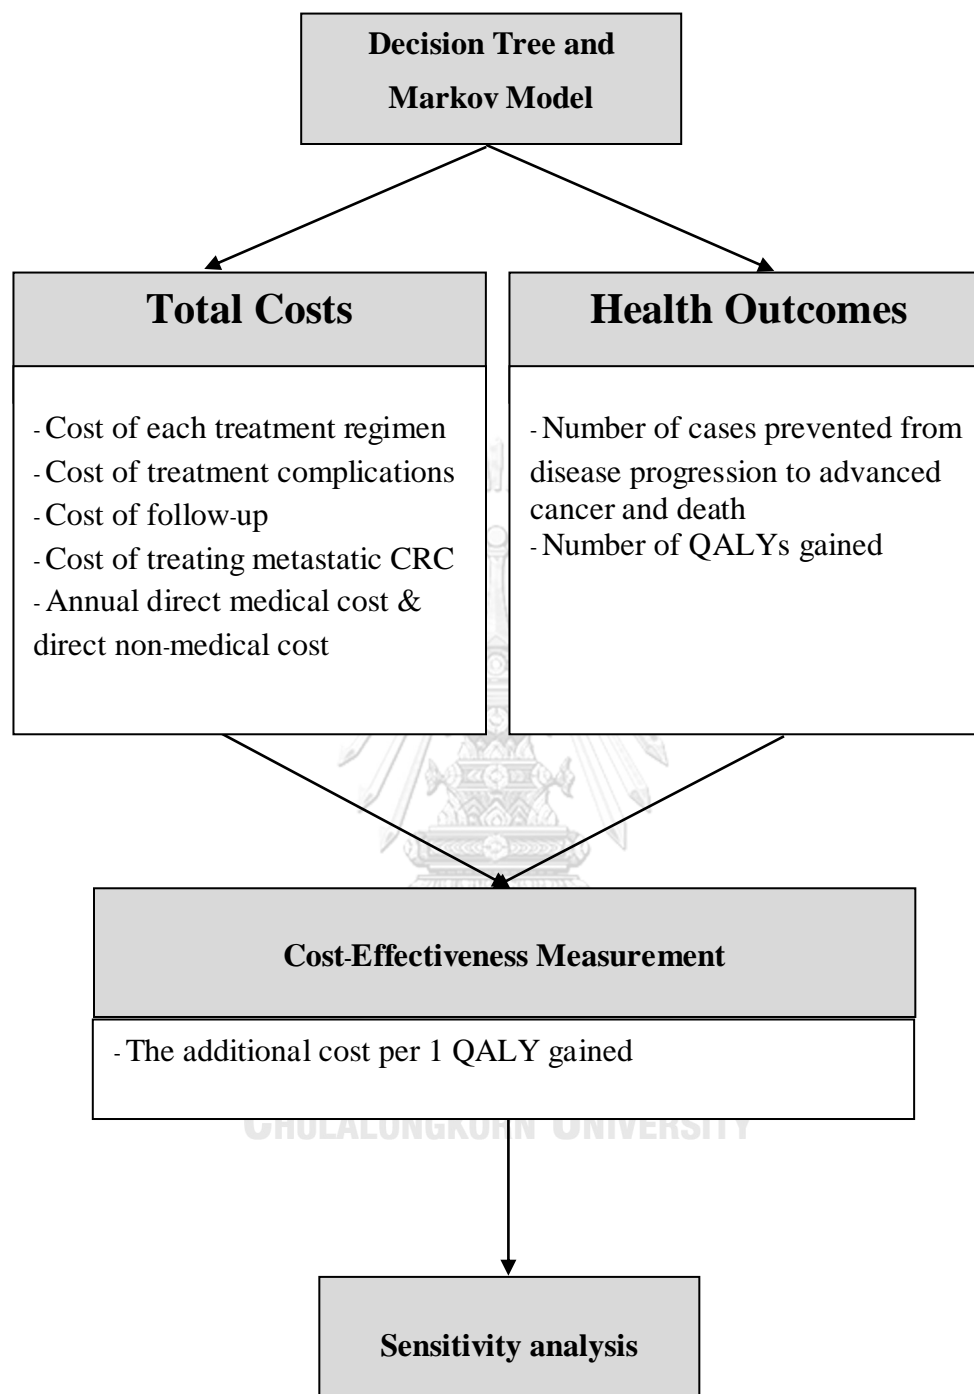 Decision Tree and
Markov Model
Total Costs
- Cost of each treatment regimen
- Cost of treatment complications
- Cost of follow-up
- Cost of treating metastatic CRC
- Annual direct medical cost &
direct non-medical cost
Health Outcomes
- Number of cases prevented from
disease progression to advanced
cancer and death
- Number of QALYs gained
Cost-Effectiveness Measurement
- The additional cost per 1 QALY gained
CHULALONGKORN UNIVERSITY
Sensitivity analysis